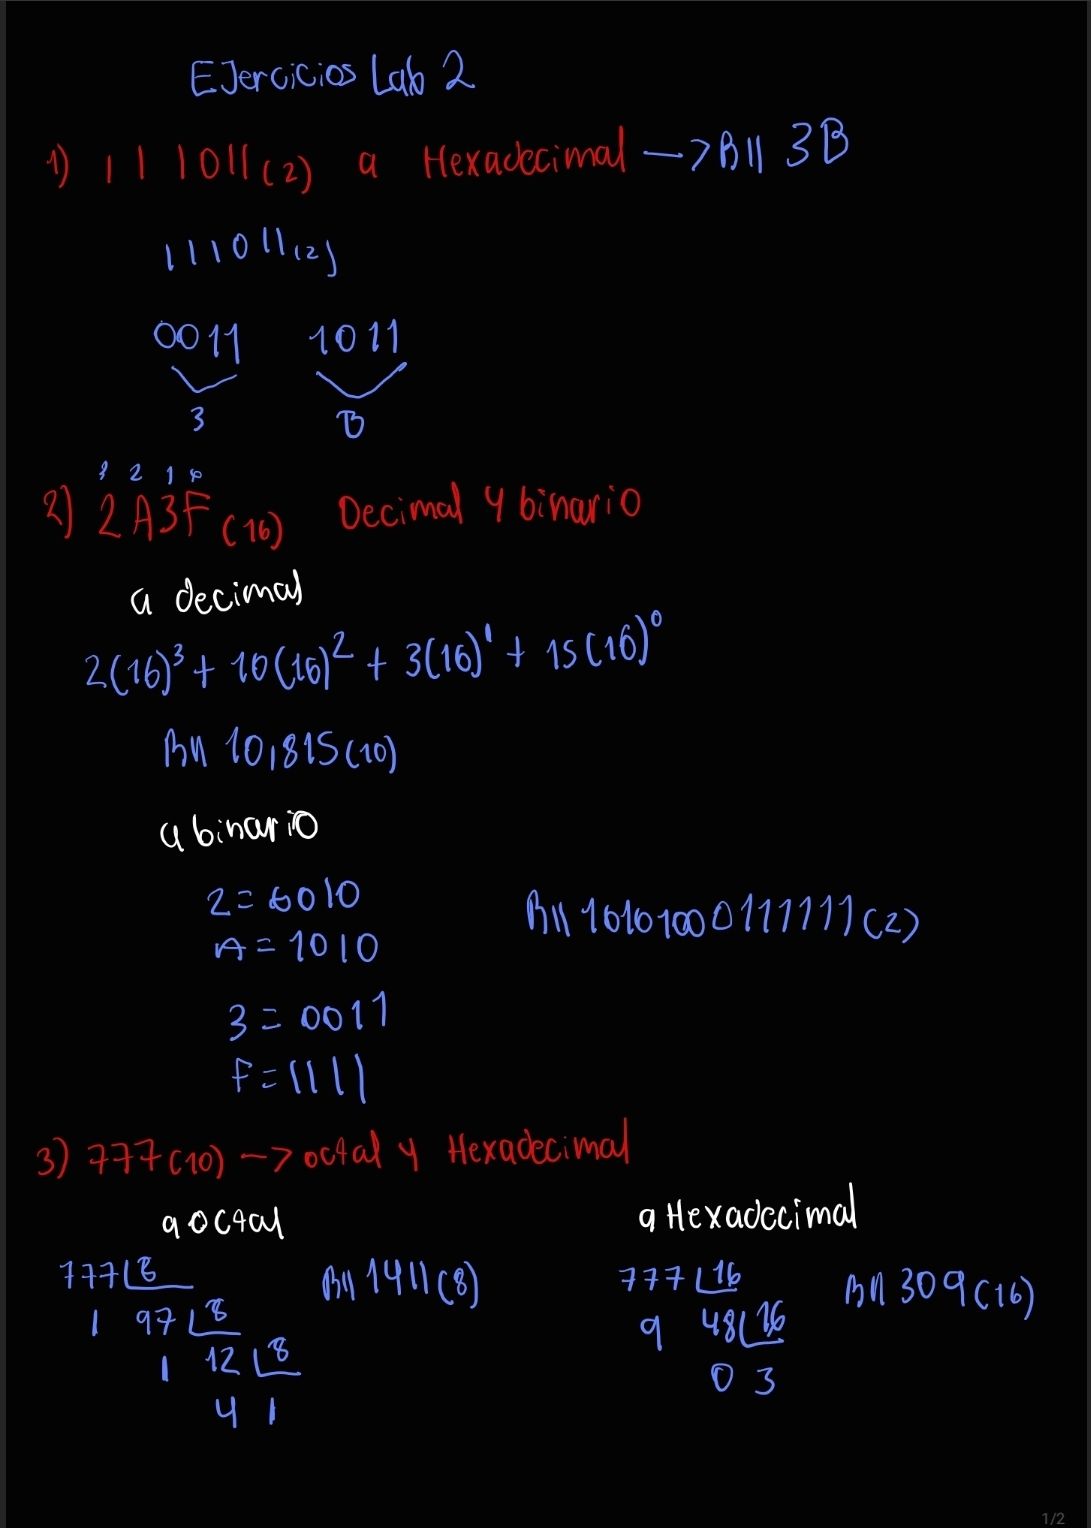 EJercicios Lab 2
1) 111011(2) a Hexadecimal —> R// 3B
111011(2)
0011 1011
3 B
3 2 1 0
2) 2A3F(16) Decimal y binario
a decimal
2(16)³ + 10(16)² + 3(16)¹ + 15(16)⁰
R// 10,815(10)
a binario
2 = 0010
A = 1010 R// 10101000111111(2)
3 = 0011
F = 1111
3) 777(10) —> octal y Hexadecimal
a octal a Hexadecimal
777 8 R// 1411(8) 777 16 R// 309(16)
1 97 8 9 48 16
1 12 8 0 3
4 1
1/2